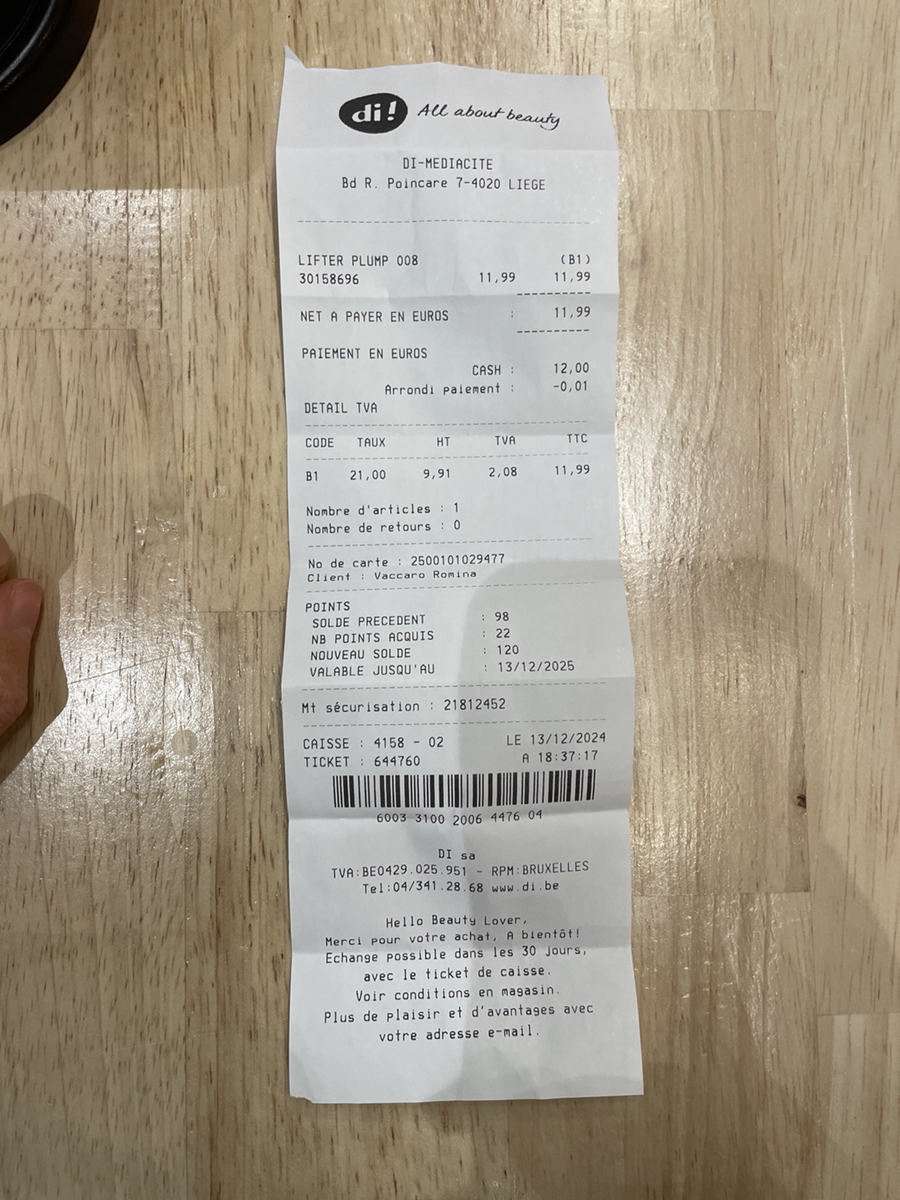 di! All about beauty
DI-MEDIACITE
Bd R. Poincare 7-4020 LIEGE
LIFTER PLUMP 008 (B1)
30158696 11,99 11,99
NET A PAYER EN EUROS : 11,99
PAIEMENT EN EUROS
CASH : 12,00
Arrondi paiement : -0,01
DETAIL TVA
CODE TAUX HT TVA TTC
B1 21,00 9,91 2,08 11,99
Nombre d'articles : 1
Nombre de retours : 0
No de carte : 2500101029477
Client : Vaccaro Romina
POINTS
SOLDE PRECEDENT : 98
NB POINTS ACQUIS : 22
NOUVEAU SOLDE : 120
VALABLE JUSQU'AU : 13/12/2025
Mt sécurisation : 21812452
CAISSE : 4158 - 02 LE 13/12/2024
TICKET : 644760 A 18:37:17
6003 3100 2006 4476 04
DI sa
TVA:BE0429.025.951 - RPM:BRUXELLES
Tel:04/341.28.68 www.di.be
Hello Beauty Lover,
Merci pour votre achat, A bientôt!
Echange possible dans les 30 jours,
avec le ticket de caisse.
Voir conditions en magasin.
Plus de plaisir et d'avantages avec
votre adresse e-mail.